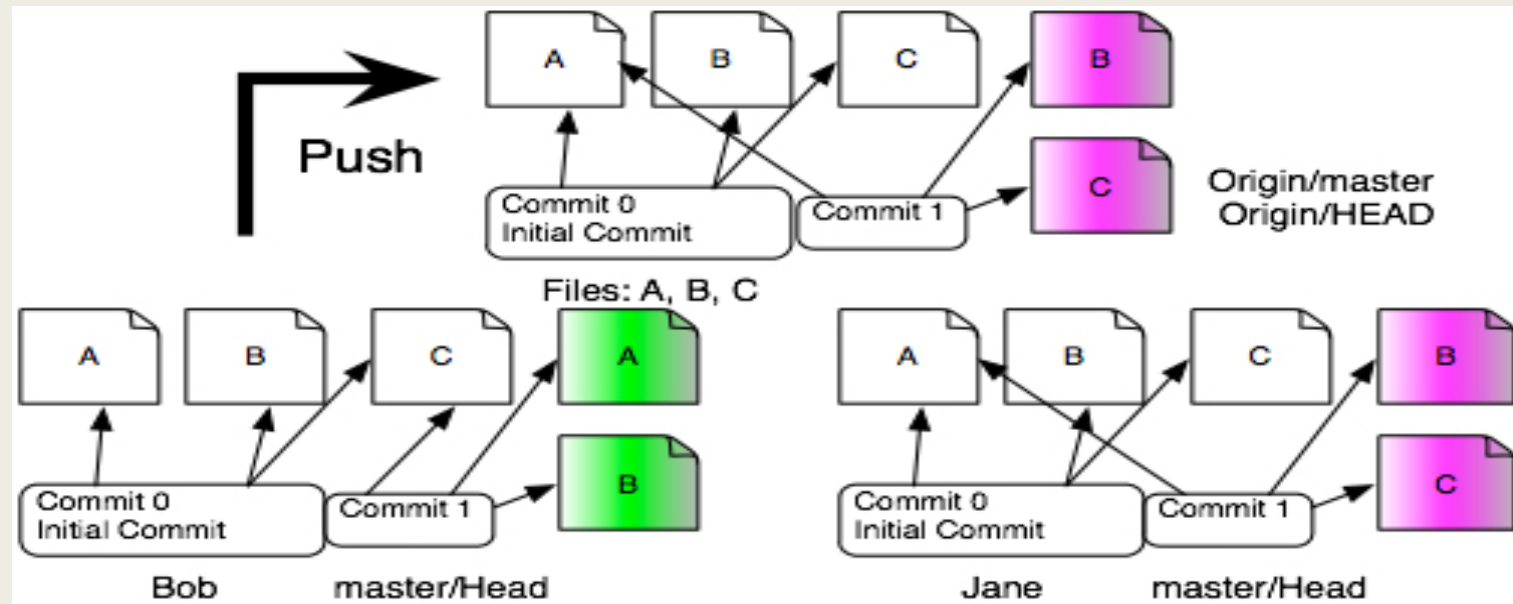 A
B
C
B
Push
C
Origin/master
Origin/HEAD
Commit 0
Initial Commit
Commit 1
Files: A, B, C
A
B
C
A
B
Commit 0
Initial Commit
Commit 1
Bob
master/Head
A
B
C
B
C
Commit 0
Initial Commit
Commit 1
Jane
master/Head